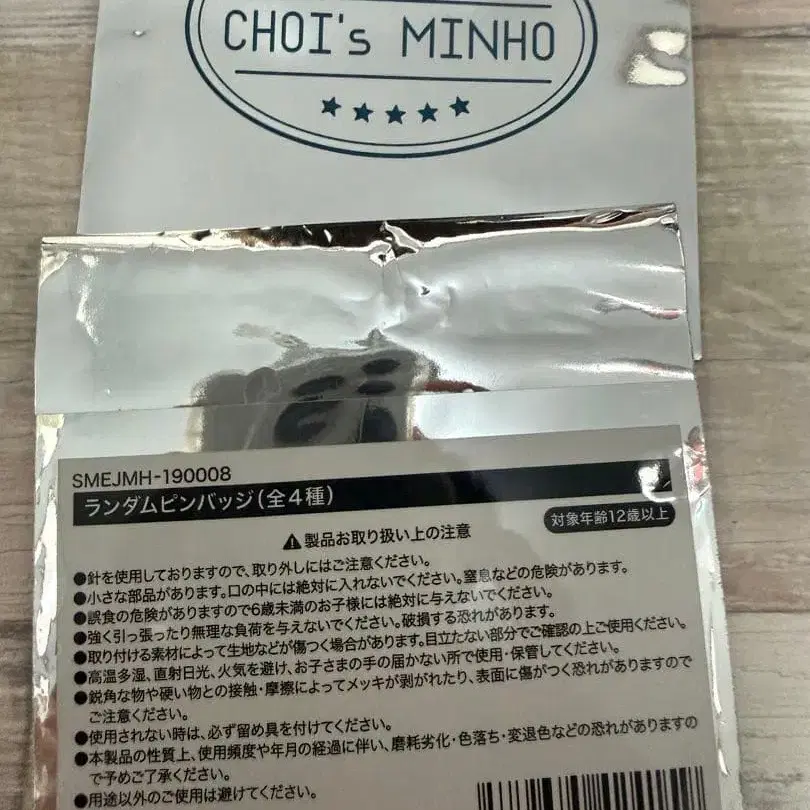 CHOI's MINHO
SMEJMH-190008
ランダムピンバッジ(全4種)
対象年齢12歳以上
⚠製品お取り扱い上の注意
●針を使用しておりますので、取り外しにはご注意ください。
●小さな部品があります。口の中には絶対に入れないでください。窒息などの危険があります。
●誤食の危険がありますので6歳未満のお子様には絶対に与えないでください。
●強く引っ張ったり無理な負荷を与えないでください。破損する恐れがあります。
●取り付ける素材によって生地などが傷つく場合があります。目立たない部分でご確認の上ご使用ください。
●高温多湿、直射日光、火気を避け、お子さまの手の届かない所で使用・保管してください。
●鋭角な物や硬い物との接触・摩擦によってメッキが剥がれたり、表面に傷がつく恐れがありますので
ご注意ください。
●使用されない時は、必ず留め具を付けてください。
●本製品の性質上、使用頻度や年月の経過に伴い、磨耗劣化・色落ち・変退色などの恐れがありますの
で予めご了承ください。
●用途以外のご使用は避けてください。